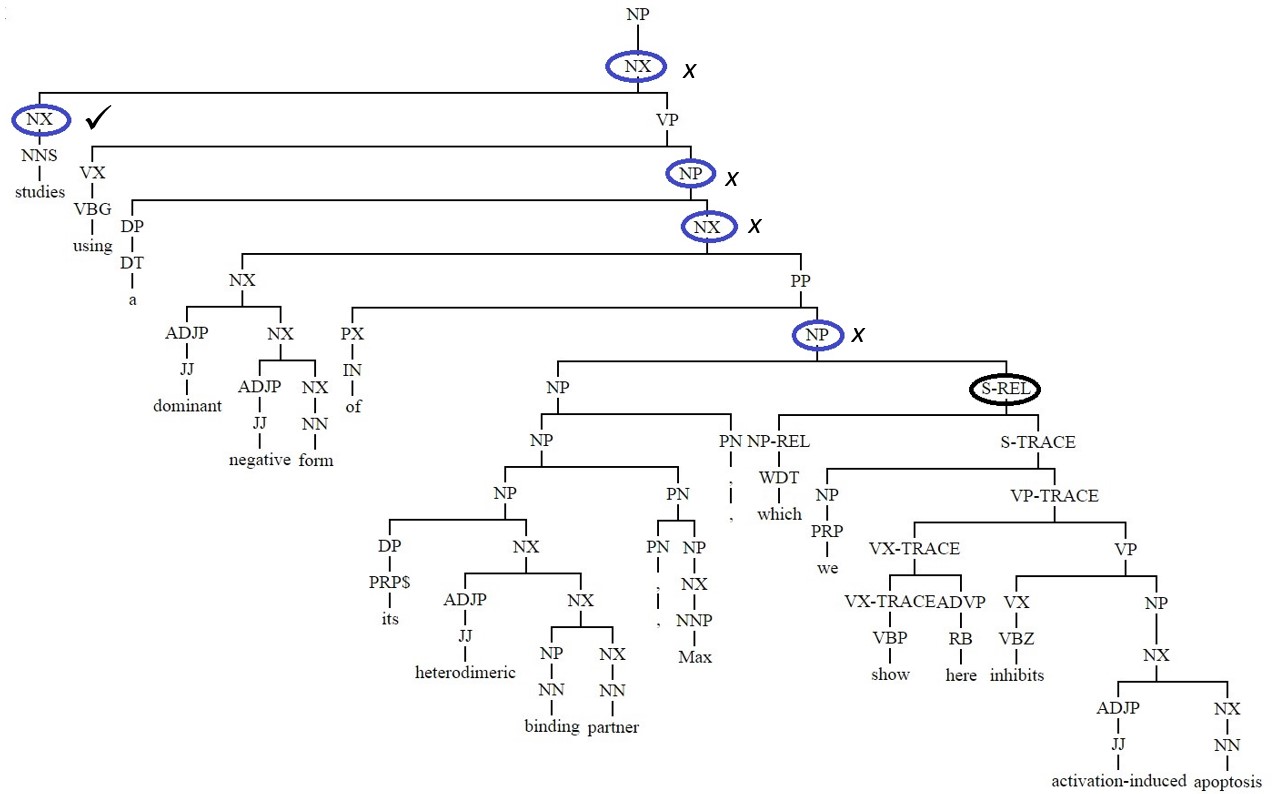 NP
NX x
NX ✓ VP
NNS VX NP x
studies VBG DP NX x
using DT
a NX PP
ADJP NX PX NP x
JJ ADJP NX IN NP S-REL
dominant JJ NN of
negative form NP PN NP-REL S-TRACE
, WDT
NP PN , which NP VP-TRACE
PRP
DP NX PN NP we VX-TRACE VP
PRP$ , NX
its ADJP NX , NNP VX-TRACE ADVP VX NP
JJ Max VBP RB VBZ
heterodimeric NP NX show here inhibits NX
NN NN
binding partner ADJP NX
JJ NN
activation-induced apoptosis